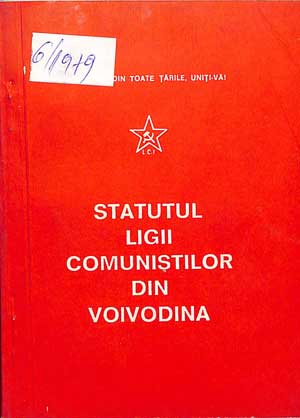 6/1979
DIN TOATE ȚĂRILE, UNIȚI-VĂ!
L.C.I
STATUTUL
LIGII
COMUNIȘTILOR
DIN
VOIVODINA